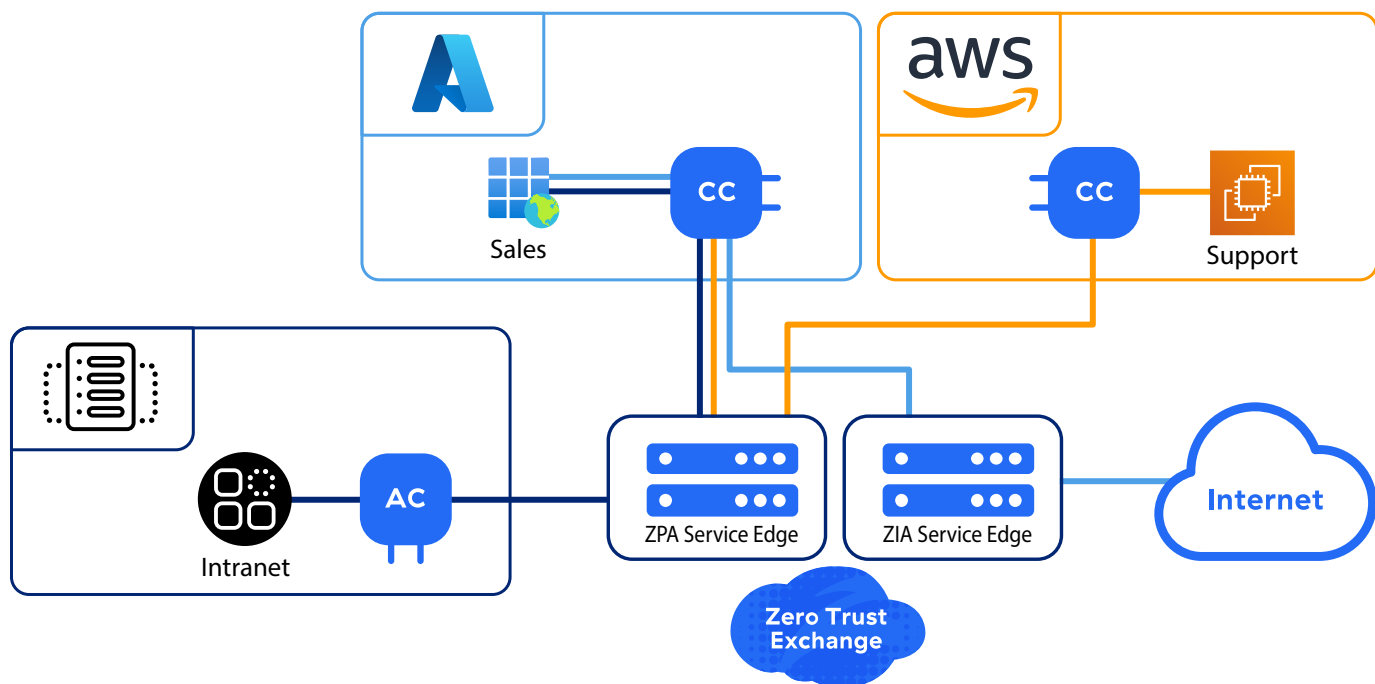 aws
CC
CC
Sales
Support
AC
Intranet
ZPA Service Edge
ZIA Service Edge
Internet
Zero Trust
Exchange